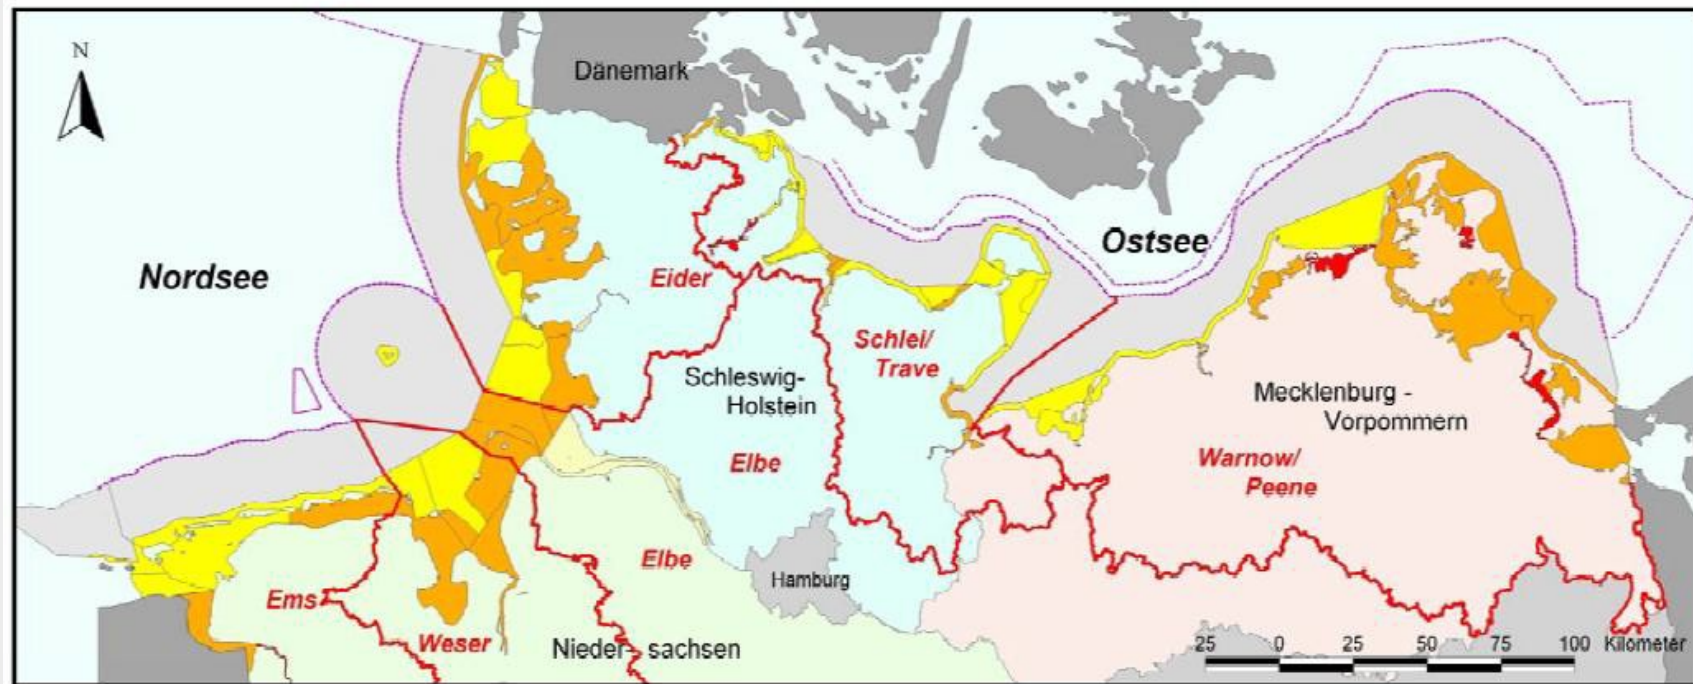 N
Dänemark
Nordsee
Ostsee
Eider
Schlei/
Trave
Schleswig-
Holstein
Mecklenburg -
Vorpommern
Elbe
Warnow/
Peene
Elbe
Hamburg
Ems
Weser
Nieder- sachsen
25 0 25 50 75 100 Kilometer